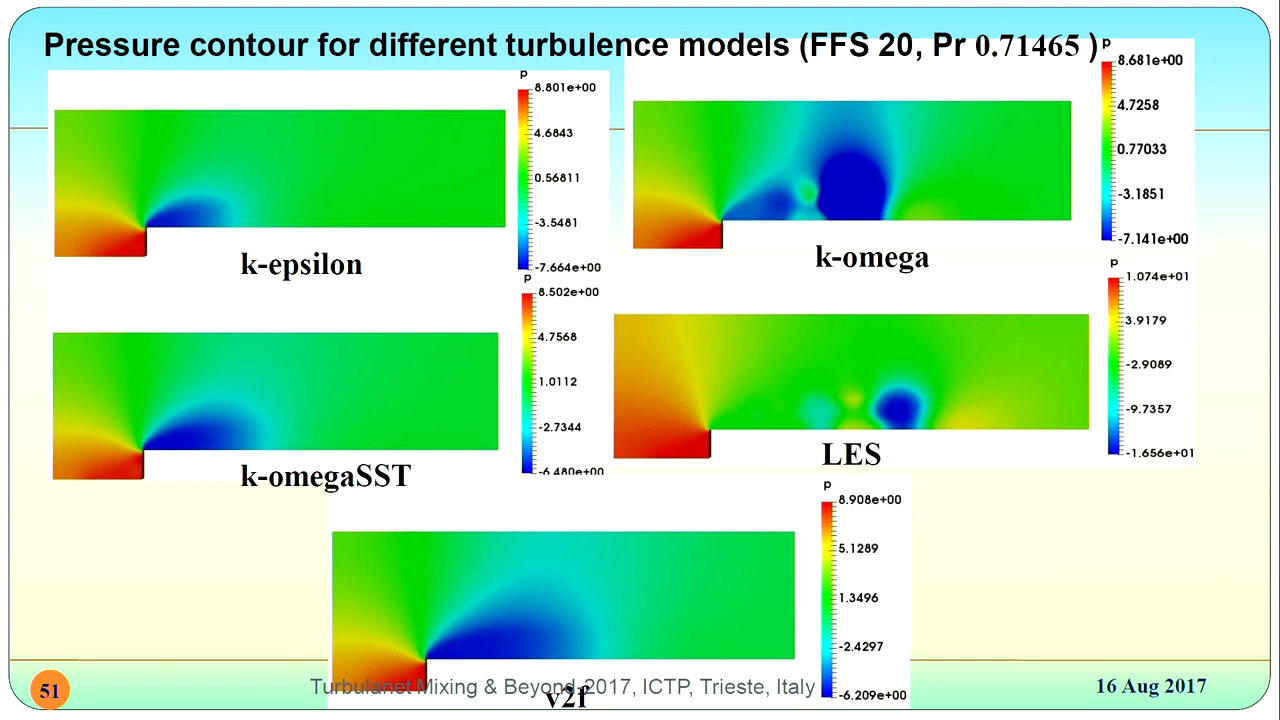 Pressure contour for different turbulence models (FFS 20, Pr 0.71465 )
p
8.801e+00
4.6843
0.56811
-3.5481
-7.664e+00
k-epsilon
p
8.681e+00
4.7258
0.77033
-3.1851
-7.141e+00
k-omega
p
8.502e+00
4.7568
1.0112
-2.7344
-6.480e+00
k-omegaSST
p
1.074e+01
3.9179
-2.9089
-9.7357
-1.656e+01
LES
p
8.908e+00
5.1289
1.3496
-2.4297
-6.209e+00
v2f
51
Turbulanet Mixing & Beyond-2017, ICTP, Trieste, Italy
16 Aug 2017